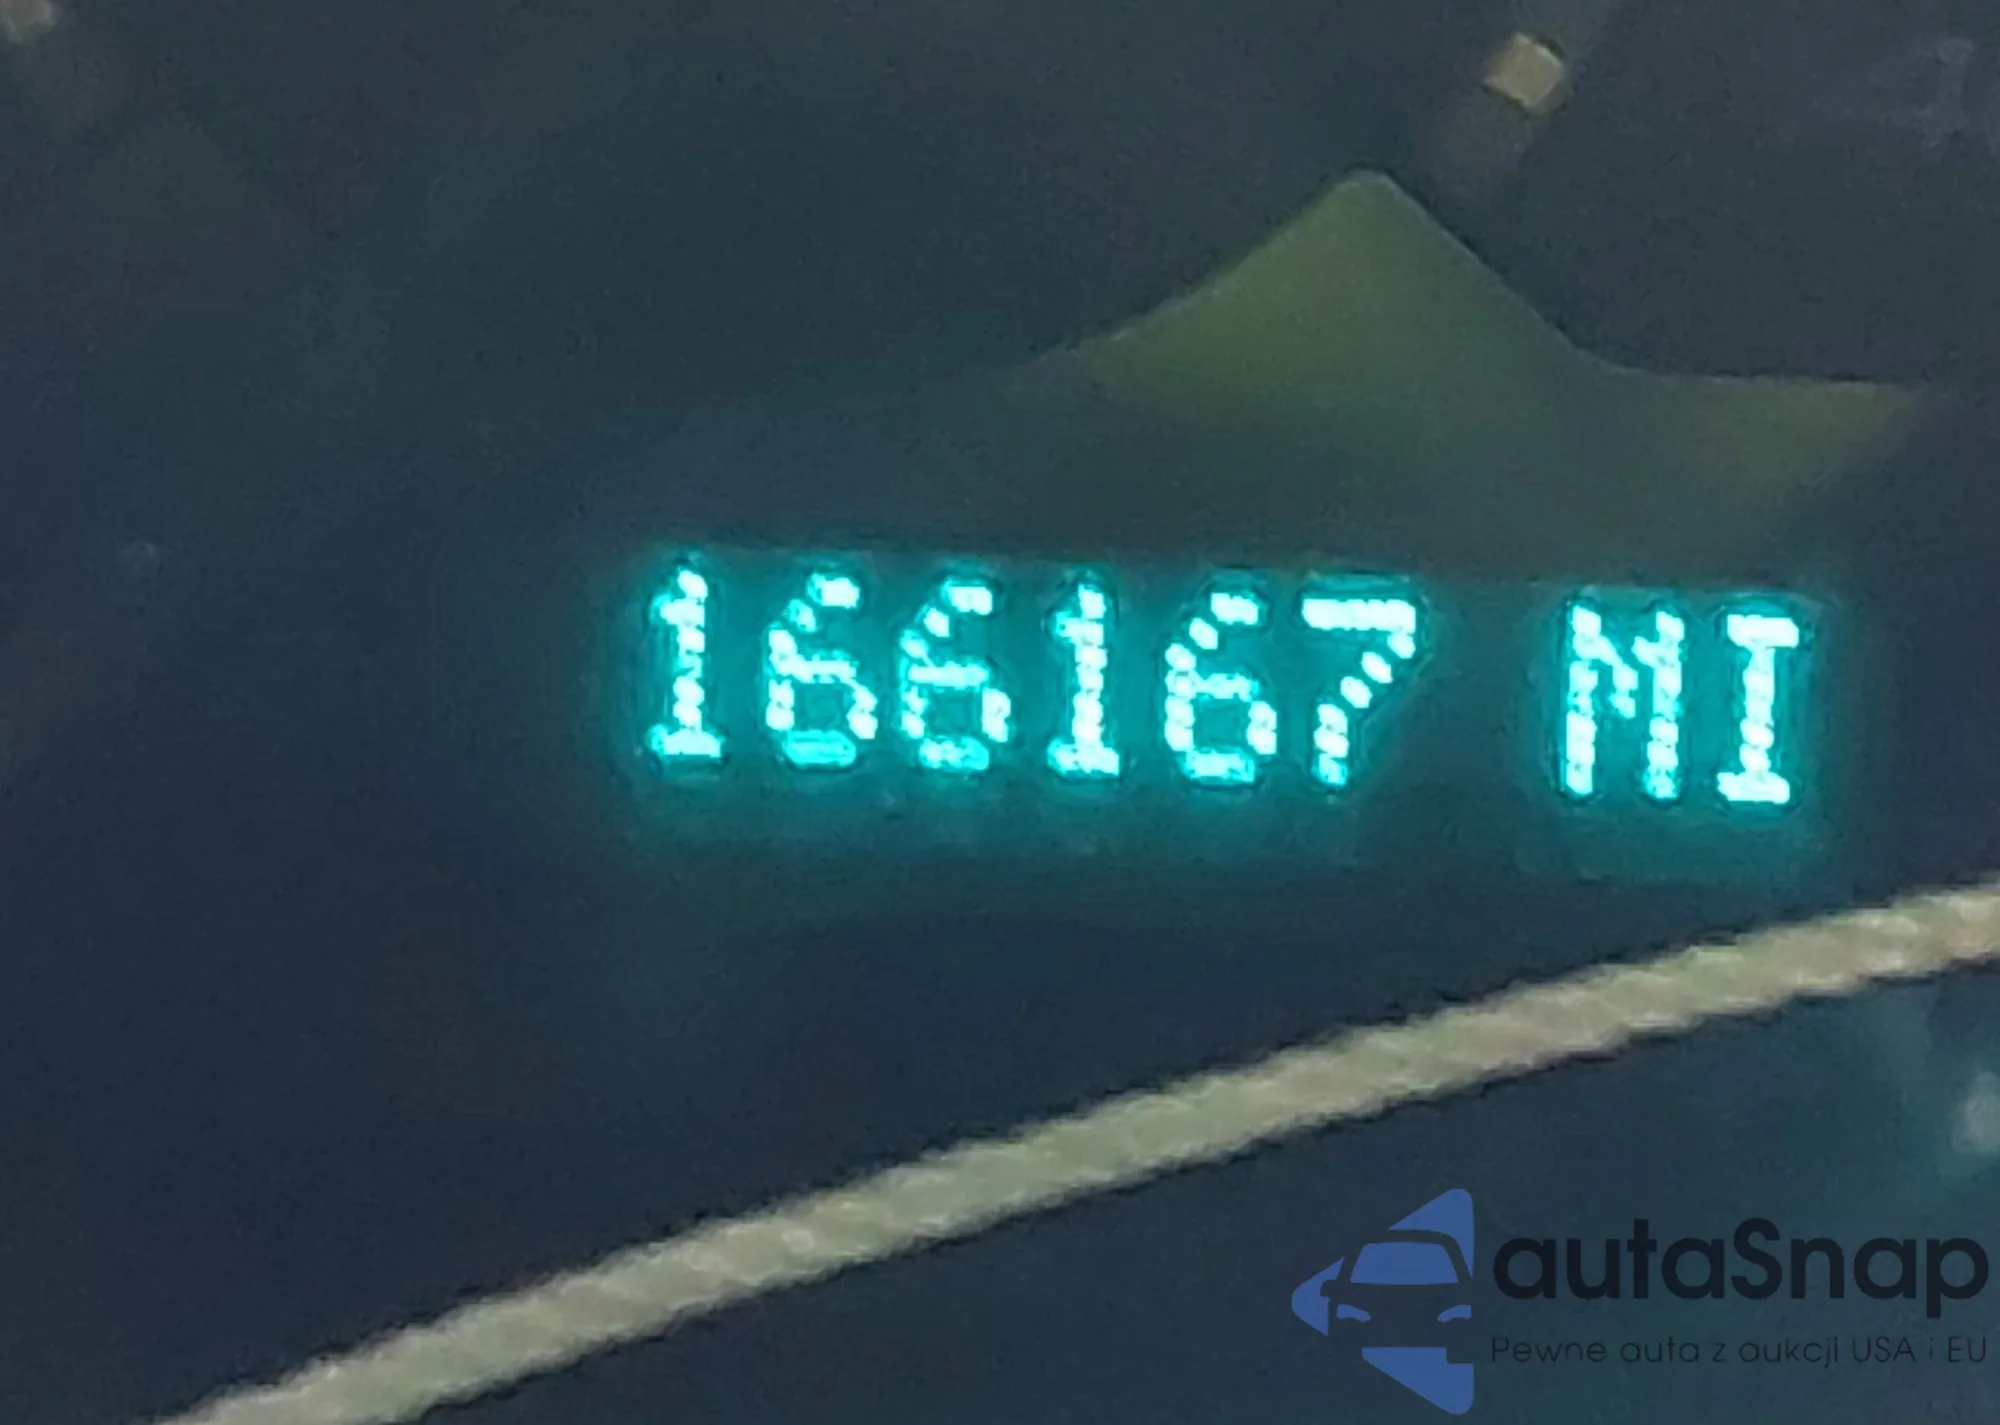 166167 MI
autaSnap
Pewne auta z aukcji USA i EU